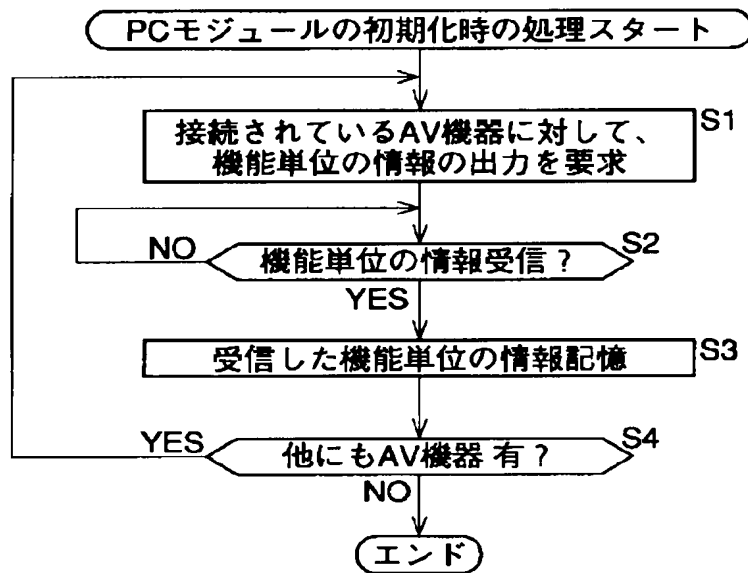 PCモジュールの初期化時の処理スタート
接続されているAV機器に対して、
機能単位の情報の出力を要求
S1
NO
機能単位の情報受信?
S2
YES
受信した機能単位の情報記憶
S3
YES
他にもAV機器 有?
S4
NO
エンド